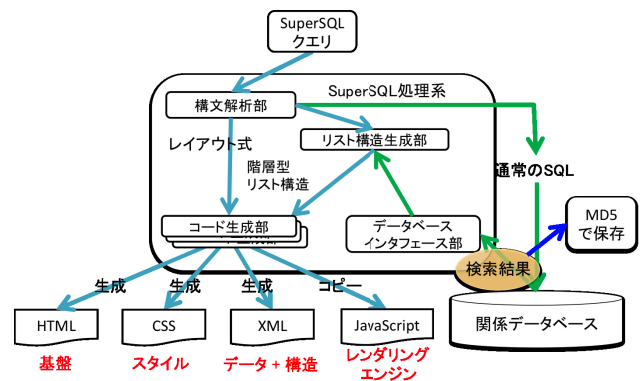 SuperSQL
クエリ
SuperSQL処理系
構文解析部
リスト構造生成部
レイアウト式
階層型
リスト構造
通常のSQL
コード生成部
データベース
インタフェース部
MD5
で保存
検索結果
関係データベース
生成
生成
生成
コピー
HTML
CSS
XML
JavaScript
基盤
スタイル
データ + 構造
レンダリング
エンジン